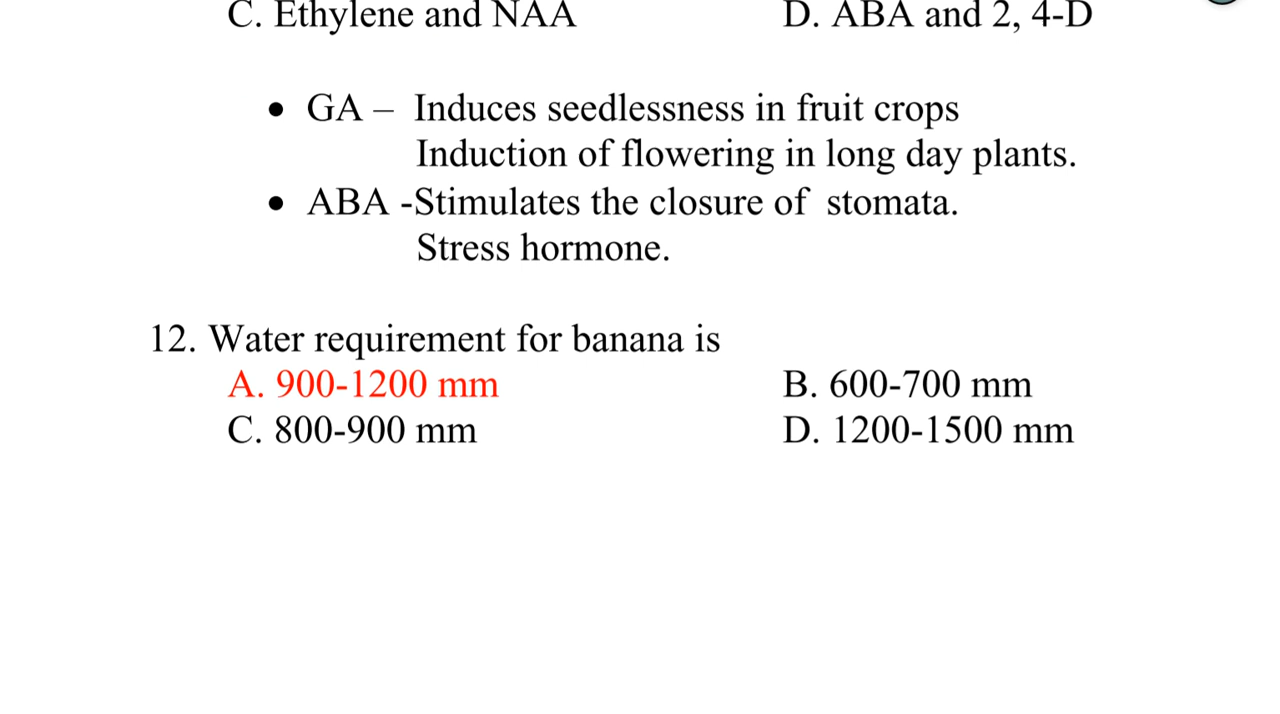 C. Ethylene and NAA D. ABA and 2, 4-D
• GA – Induces seedlessness in fruit crops
Induction of flowering in long day plants.
• ABA -Stimulates the closure of stomata.
Stress hormone.
12. Water requirement for banana is
A. 900-1200 mm B. 600-700 mm
C. 800-900 mm D. 1200-1500 mm